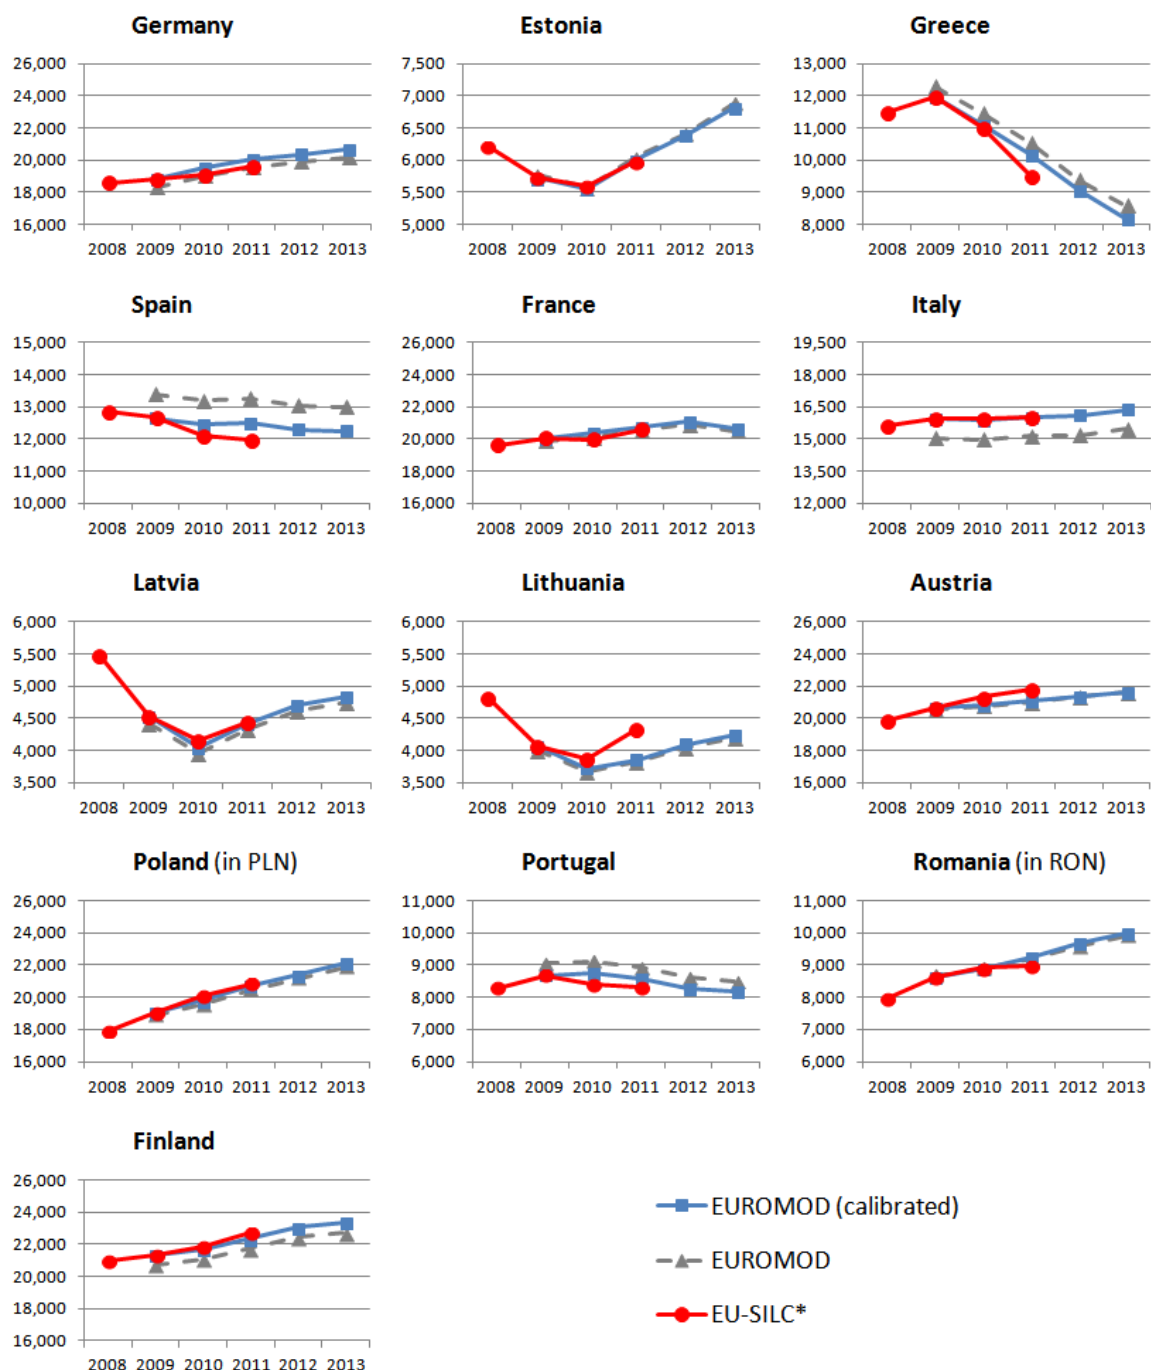 Germany Estonia Greece
26,000 7,500 13,000
24,000 7,000 12,000
22,000 6,500 11,000
20,000 6,000 10,000
18,000 5,500 9,000
16,000 5,000 8,000
2008 2009 2010 2011 2012 2013 2008 2009 2010 2011 2012 2013 2008 2009 2010 2011 2012 2013
Spain France Italy
15,000 26,000 19,500
14,000 24,000 18,000
13,000 22,000 16,500
12,000 20,000 15,000
11,000 18,000 13,500
10,000 16,000 12,000
2008 2009 2010 2011 2012 2013 2008 2009 2010 2011 2012 2013 2008 2009 2010 2011 2012 2013
Latvia Lithuania Austria
6,000 6,000 26,000
5,500 5,500 24,000
5,000 5,000 22,000
4,500 4,500 20,000
4,000 4,000 18,000
3,500 3,500 16,000
2008 2009 2010 2011 2012 2013 2008 2009 2010 2011 2012 2013 2008 2009 2010 2011 2012 2013
Poland (in PLN) Portugal Romania (in RON)
26,000 11,000 11,000
24,000 10,000 10,000
22,000 9,000 9,000
20,000 8,000 8,000
18,000 7,000 7,000
16,000 6,000 6,000
2008 2009 2010 2011 2012 2013 2008 2009 2010 2011 2012 2013 2008 2009 2010 2011 2012 2013
Finland
26,000
24,000
22,000
20,000
18,000
16,000
2008 2009 2010 2011 2012 2013
EUROMOD (calibrated)
EUROMOD
EU-SILC*